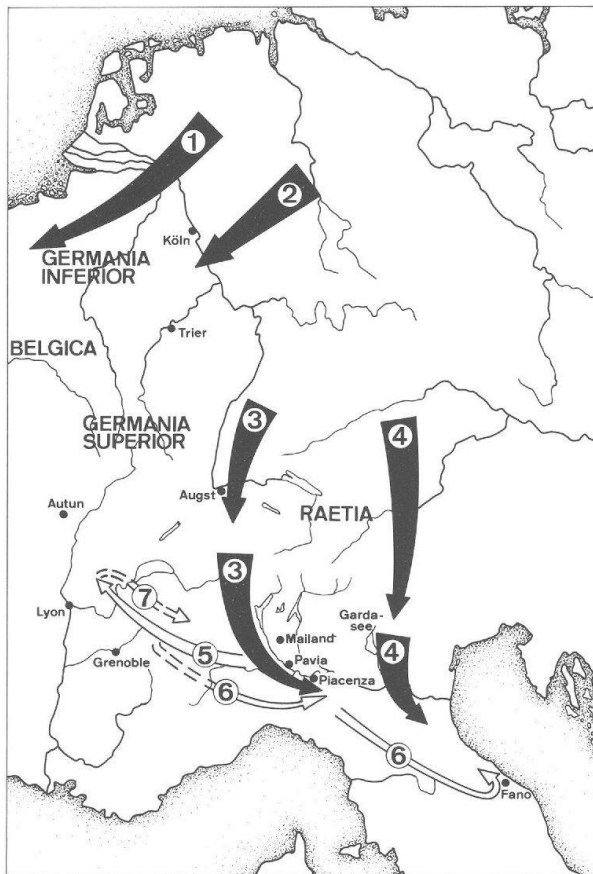 1
2
Köln
GERMANIA
INFERIOR
Trier
BELGICA
GERMANIA
SUPERIOR
3
4
Augst
RAETIA
Autun
3
7
Garda-
see
Lyon
Mailand
5
4
Grenoble
Pavia
Piacenza
6
6
Fano